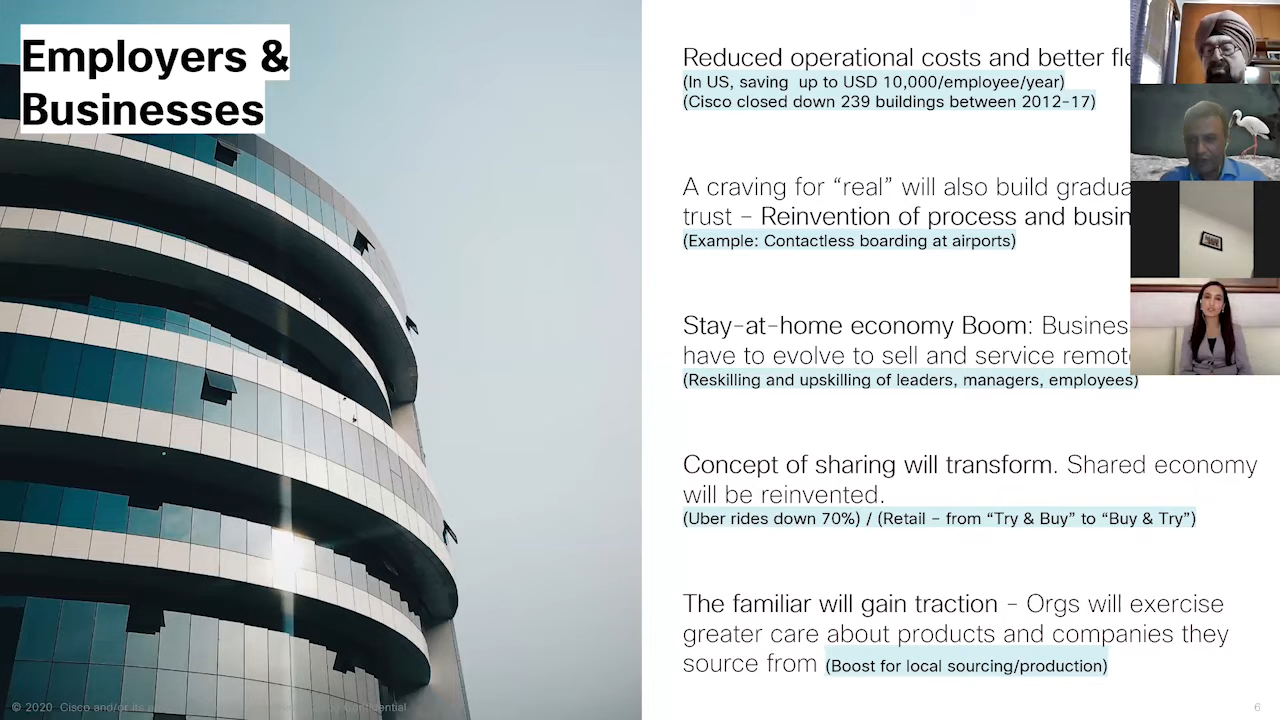 Employers &
Businesses
Reduced operational costs and better
(In US, saving up to USD 10,000/employee/year)
(Cisco closed down 239 buildings between 2012-17)
A craving for “real” will also build
trust – Reinvention of process and
(Example: Contactless boarding at airports)
Stay-at-home economy Boom:
have to evolve to sell and service
(Reskilling and upskilling of leaders, managers, employees)
Concept of sharing will transform. Shared economy
will be reinvented.
(Uber rides down 70%) / (Retail – from “Try & Buy” to “Buy & Try”)
The familiar will gain traction – Orgs will exercise
greater care about products and companies they
source from (Boost for local sourcing/production)
© 2020 Cisco and/or its
6